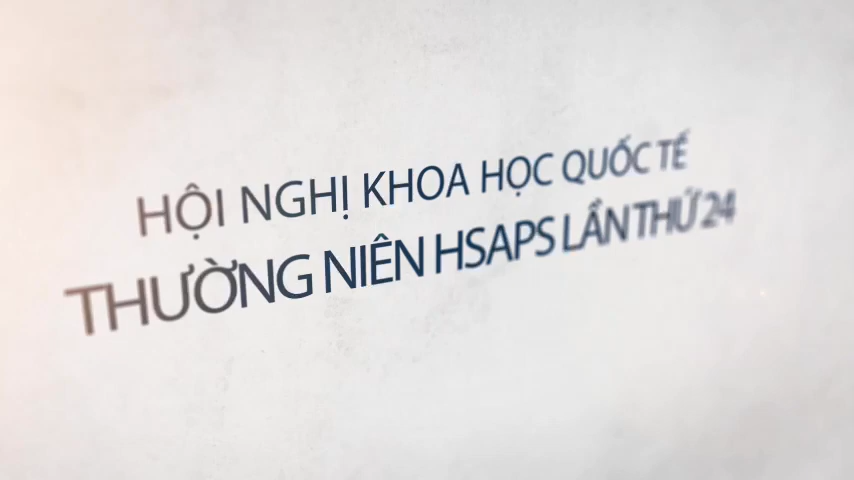 HỘI NGHỊ KHOA HỌC QUỐC TẾ
THƯỜNG NIÊN HSAPS LẦN THỨ 24